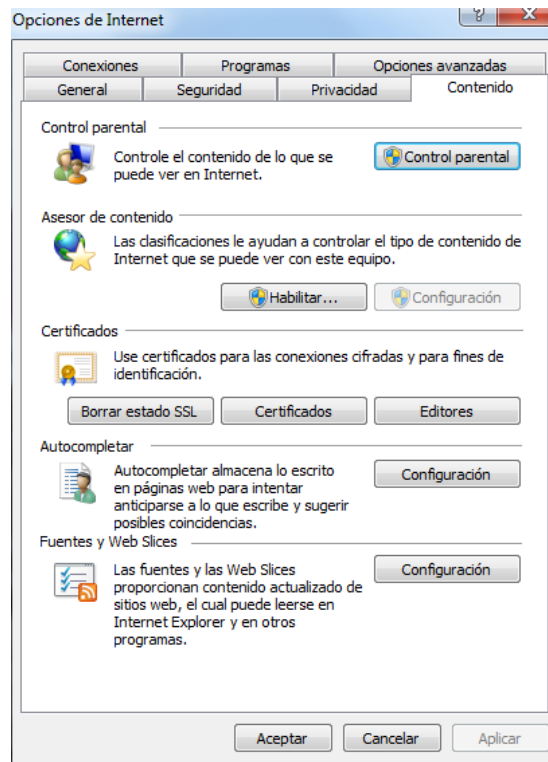 Opciones de Internet
?
X
Conexiones
Programas
Opciones avanzadas
General
Seguridad
Privacidad
Contenido
Control parental
Controle el contenido de lo que se
puede ver en Internet.
Control parental
Asesor de contenido
Las clasificaciones le ayudan a controlar el tipo de contenido de
Internet que se puede ver con este equipo.
Habilitar...
Configuración
Certificados
Use certificados para las conexiones cifradas y para fines de
identificación.
Borrar estado SSL
Certificados
Editores
Autocompletar
Autocompletar almacena lo escrito
en páginas web para intentar
anticiparse a lo que escribe y sugerir
posibles coincidencias.
Configuración
Fuentes y Web Slices
Las fuentes y las Web Slices
proporcionan contenido actualizado de
sitios web, el cual puede leerse en
Internet Explorer y en otros
programas.
Configuración
Aceptar
Cancelar
Aplicar